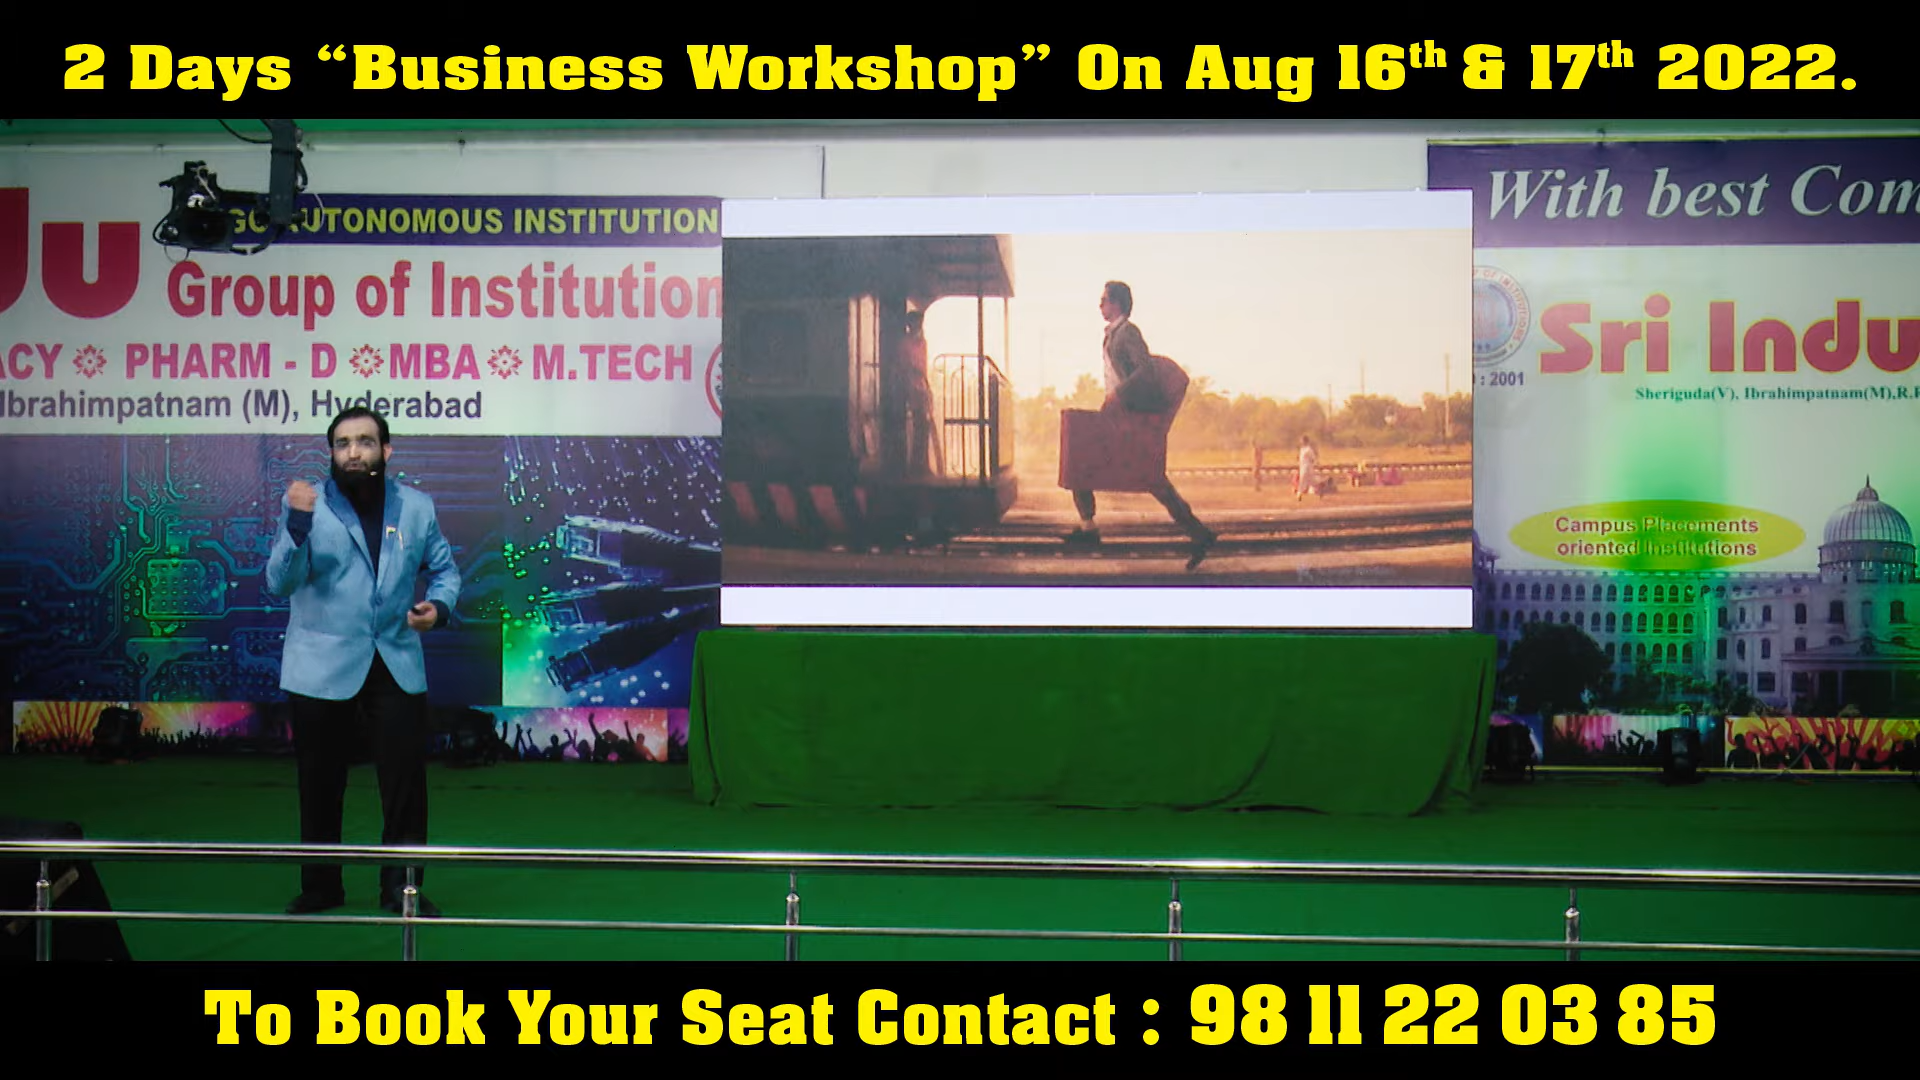 2 Days “Business Workshop” On Aug 16th & 17th 2022.
UTONOMOUS INSTITUTION
U
Group of Institution
ACY PHARM - D MBA M.TECH
Ibrahimpatnam (M), Hyderabad
With best Com
Sri Indu
: 2001
Sheriguda(V), Ibrahimpatnam(M),R.
Campus Placements
oriented Institutions
To Book Your Seat Contact : 98 11 22 03 85